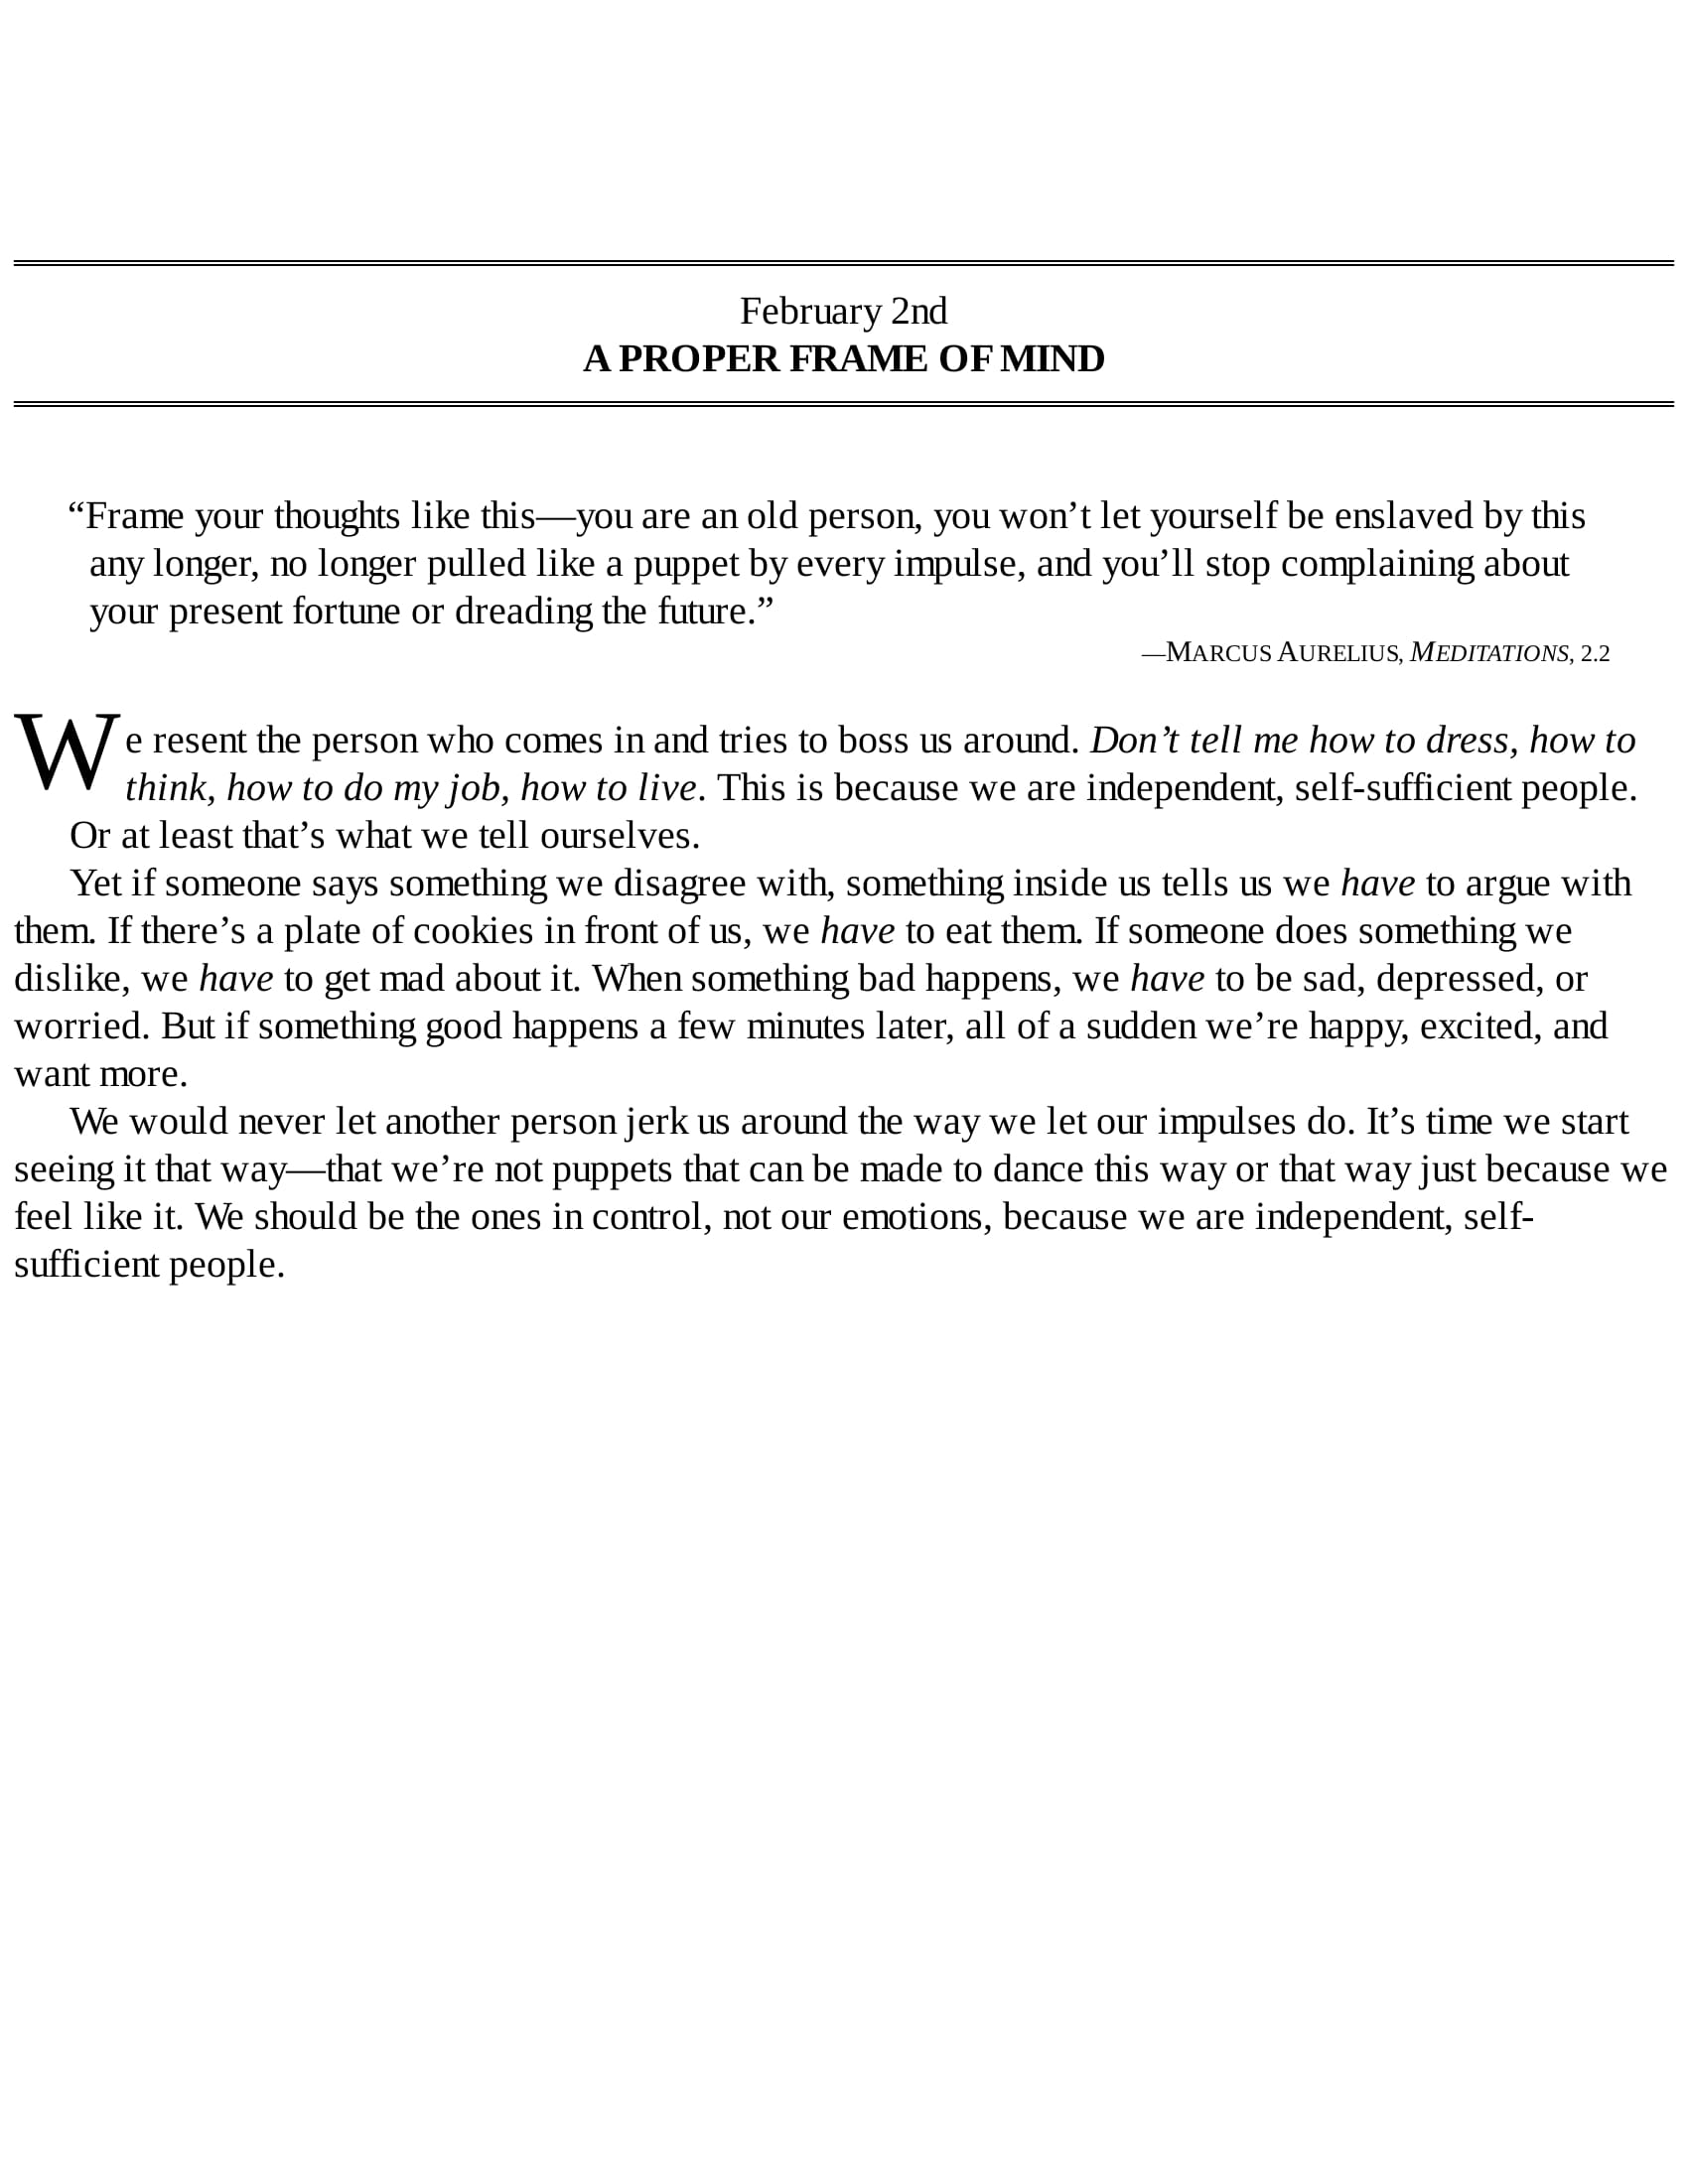 February 2nd
A PROPER FRAME OF MIND
“Frame your thoughts like this—you are an old person, you won’t let yourself be enslaved by this
any longer, no longer pulled like a puppet by every impulse, and you’ll stop complaining about
your present fortune or dreading the future.”
—MARCUS AURELIUS, MEDITATIONS, 2.2
We resent the person who comes in and tries to boss us around. Don’t tell me how to dress, how to
think, how to do my job, how to live. This is because we are independent, self-sufficient people.
Or at least that’s what we tell ourselves.
Yet if someone says something we disagree with, something inside us tells us we have to argue with
them. If there’s a plate of cookies in front of us, we have to eat them. If someone does something we
dislike, we have to get mad about it. When something bad happens, we have to be sad, depressed, or
worried. But if something good happens a few minutes later, all of a sudden we’re happy, excited, and
want more.
We would never let another person jerk us around the way we let our impulses do. It’s time we start
seeing it that way—that we’re not puppets that can be made to dance this way or that way just because we
feel like it. We should be the ones in control, not our emotions, because we are independent, self-
sufficient people.